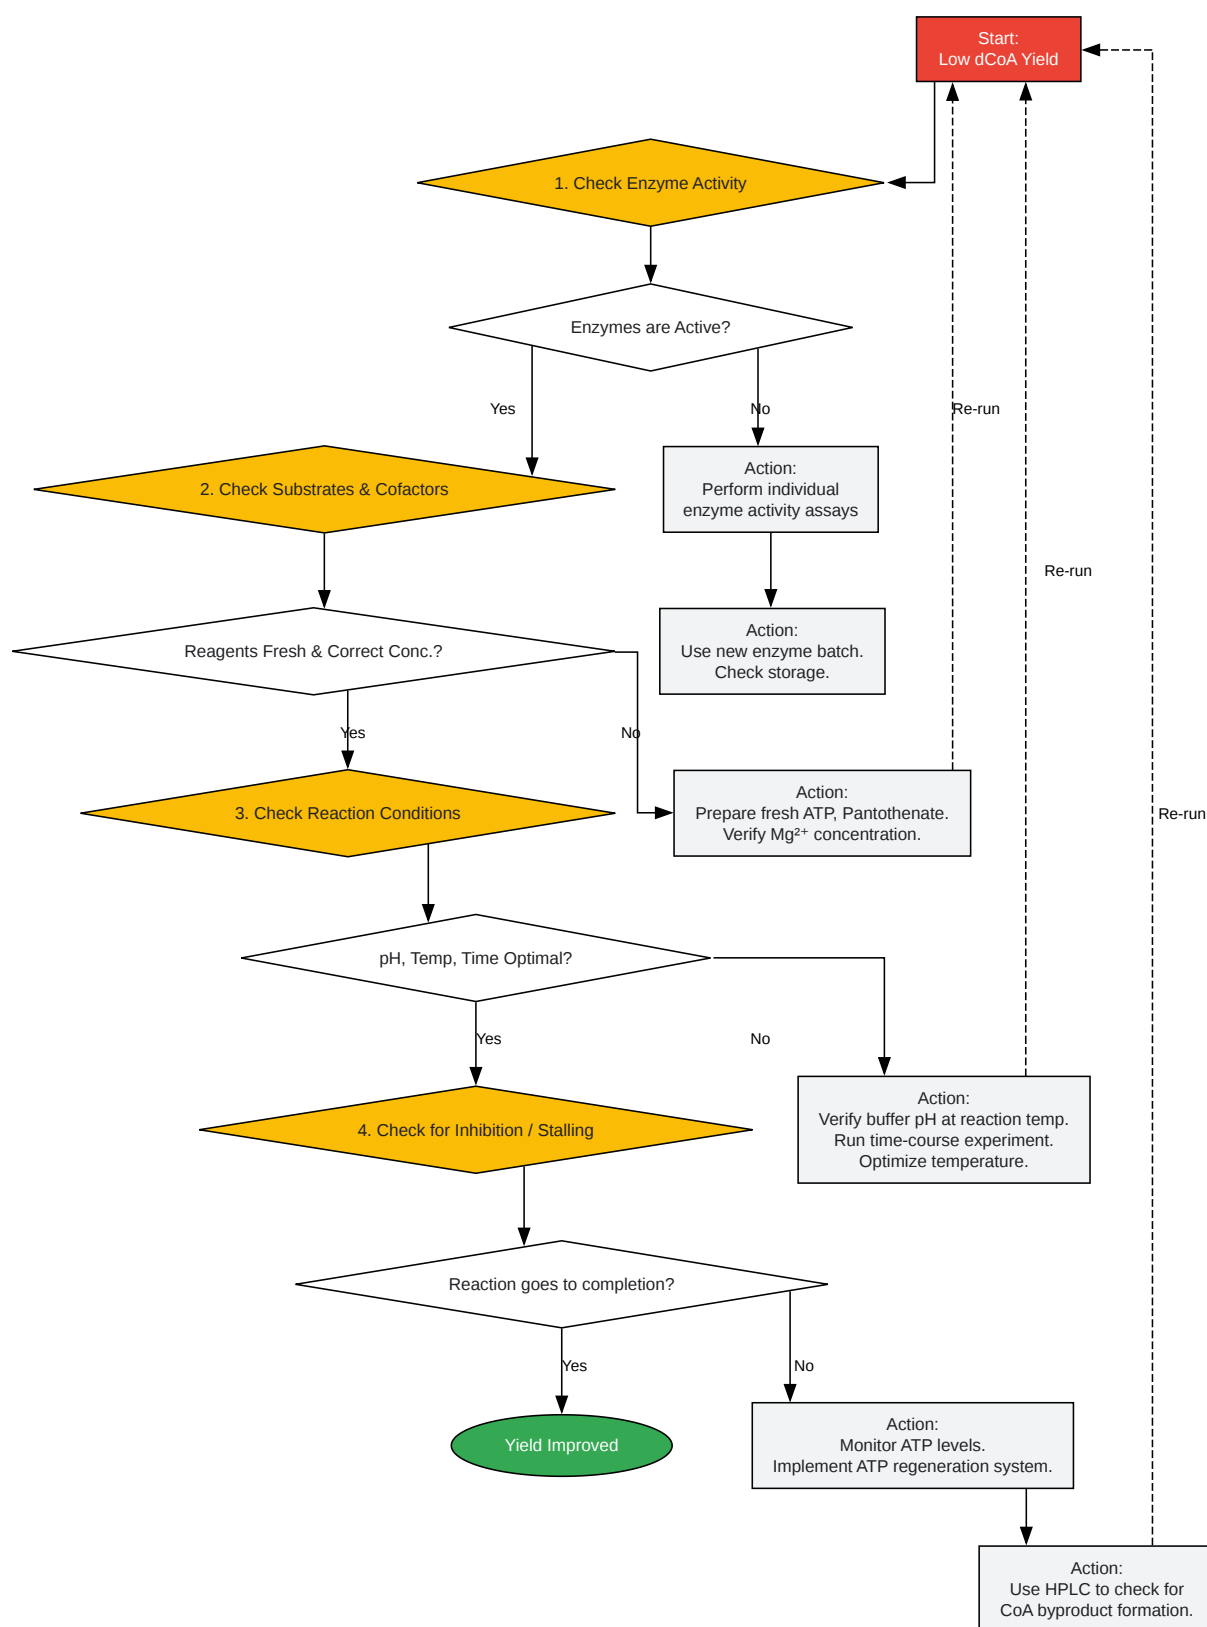 Start:
Low dCoA Yield
1. Check Enzyme Activity
Enzymes are Active?
Yes
No
Re-run
2. Check Substrates & Cofactors
Action:
Perform individual
enzyme activity assays
Re-run
Reagents Fresh & Correct Conc.?
Action:
Use new enzyme batch.
Check storage.
Yes
No
3. Check Reaction Conditions
Action:
Prepare fresh ATP, Pantothenate.
Verify Mg²⁺ concentration.
Re-run
pH, Temp, Time Optimal?
Yes
No
4. Check for Inhibition / Stalling
Action:
Verify buffer pH at reaction temp.
Run time-course experiment.
Optimize temperature.
Reaction goes to completion?
Yes
No
Yield Improved
Action:
Monitor ATP levels.
Implement ATP regeneration system.
Action:
Use HPLC to check for
CoA byproduct formation.